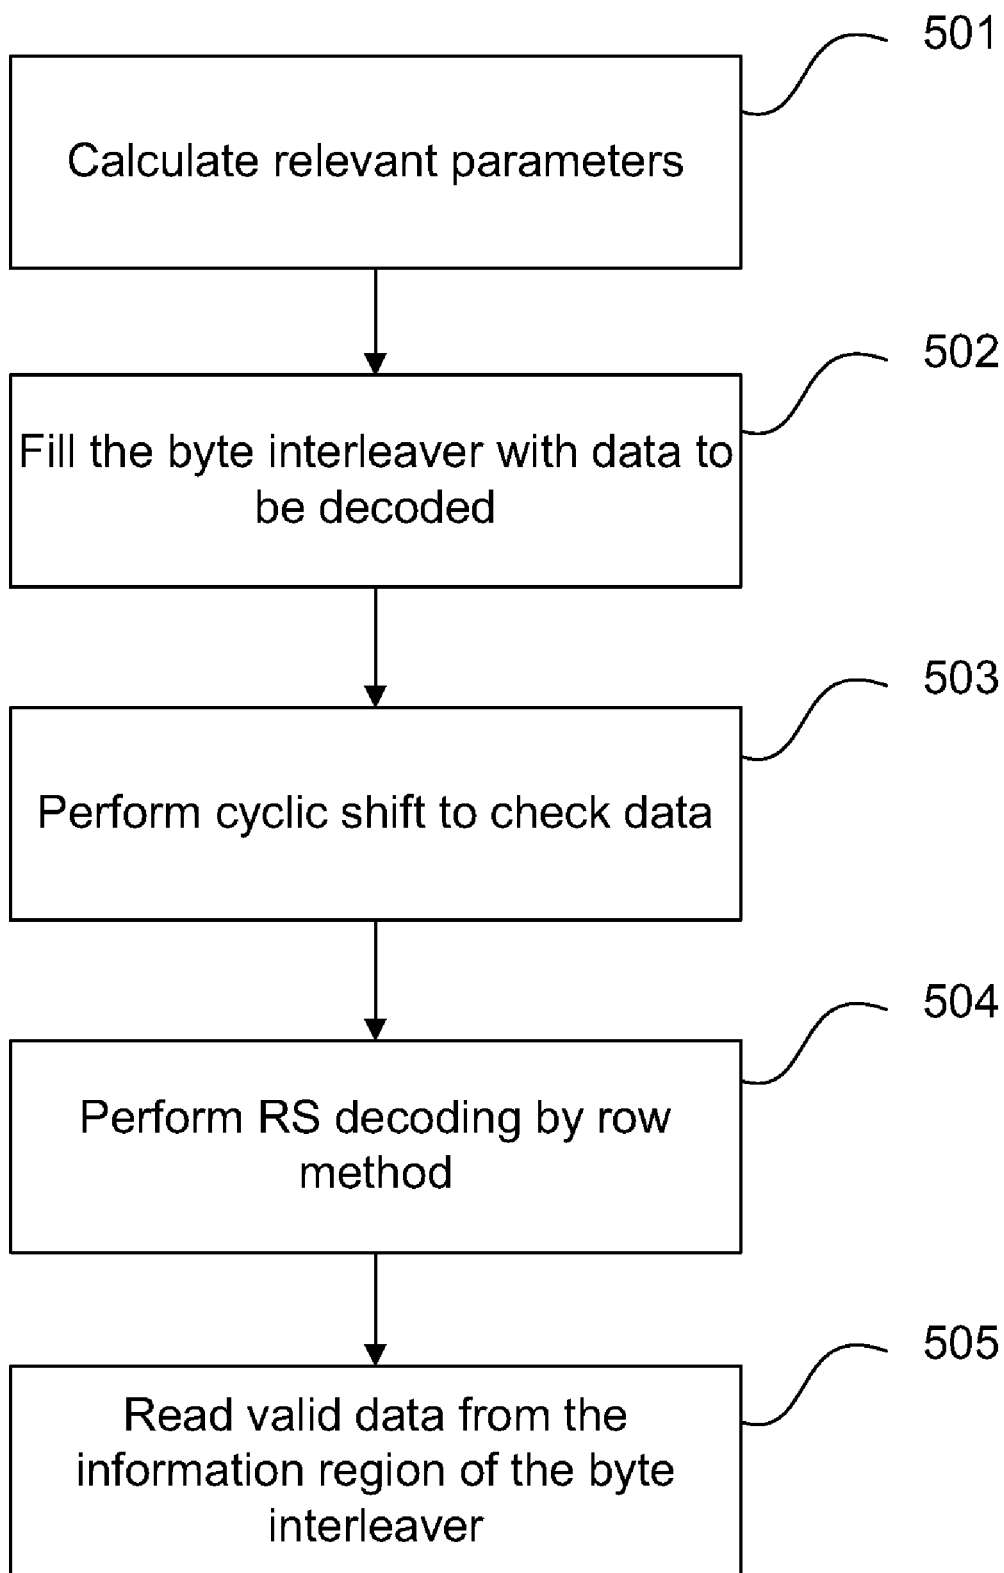 501
Calculate relevant parameters
502
Fill the byte interleaver with data to
be decoded
503
Perform cyclic shift to check data
504
Perform RS decoding by row
method
505
Read valid data from the
information region of the byte
interleaver